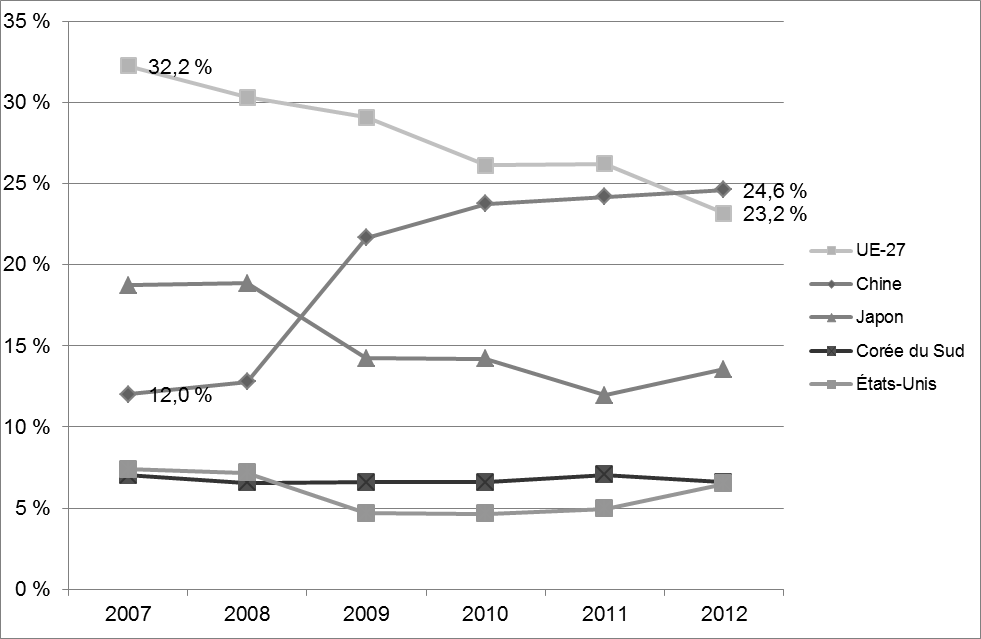 35 %
32,2 %
30 %
25 %
24,6 %
23,2 %
20 %
15 %
12,0 %
10 %
5 %
0 %
2007 2008 2009 2010 2011 2012
UE-27
Chine
Japon
Corée du Sud
États-Unis